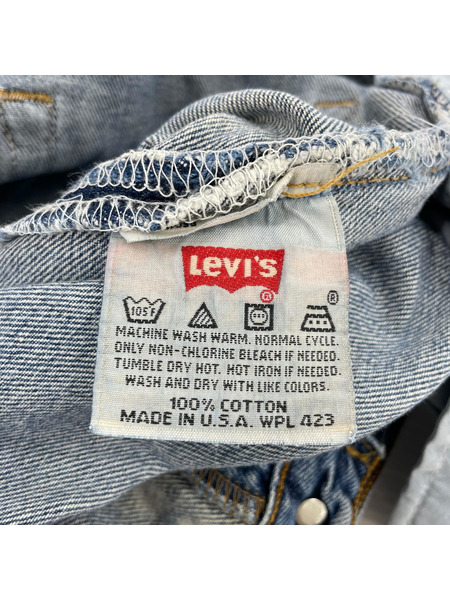 Levi's
®
®
105F
MACHINE WASH WARM. NORMAL CYCLE.
ONLY NON-CHLORINE BLEACH IF NEEDED.
TUMBLE DRY HOT. HOT IRON IF NEEDED.
WASH AND DRY WITH LIKE COLORS.
100% COTTON
MADE IN U.S.A. WPL 423